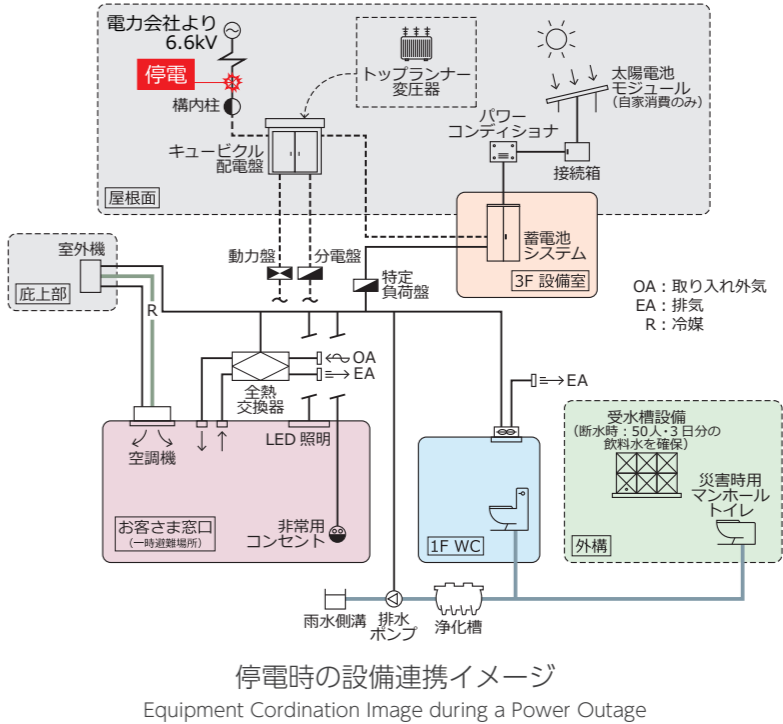 電力会社より
6.6kV
停電
構内柱
トップランナー
変圧器
太陽電池
モジュール
（自家消費のみ）
パワー
コンディショナ
キュービクル
配電盤
接続箱
屋根面
蓄電池
システム
3F 設備室
室外機
庇上部
動力盤
分電盤
特定
負荷盤
OA：取り入れ外気
EA：排気
R：冷媒
R
OA
EA
全熱
交換器
EA
空調機
LED 照明
お客さま窓口
（一時避難場所）
非常用
コンセント
1F WC
受水槽設備
（断水時：50人・3日分の
飲料水を確保）
災害時用
マンホール
トイレ
外構
雨水側溝
排水
ポンプ
浄化槽
停電時の設備連携イメージ
Equipment Cordination Image during a Power Outage